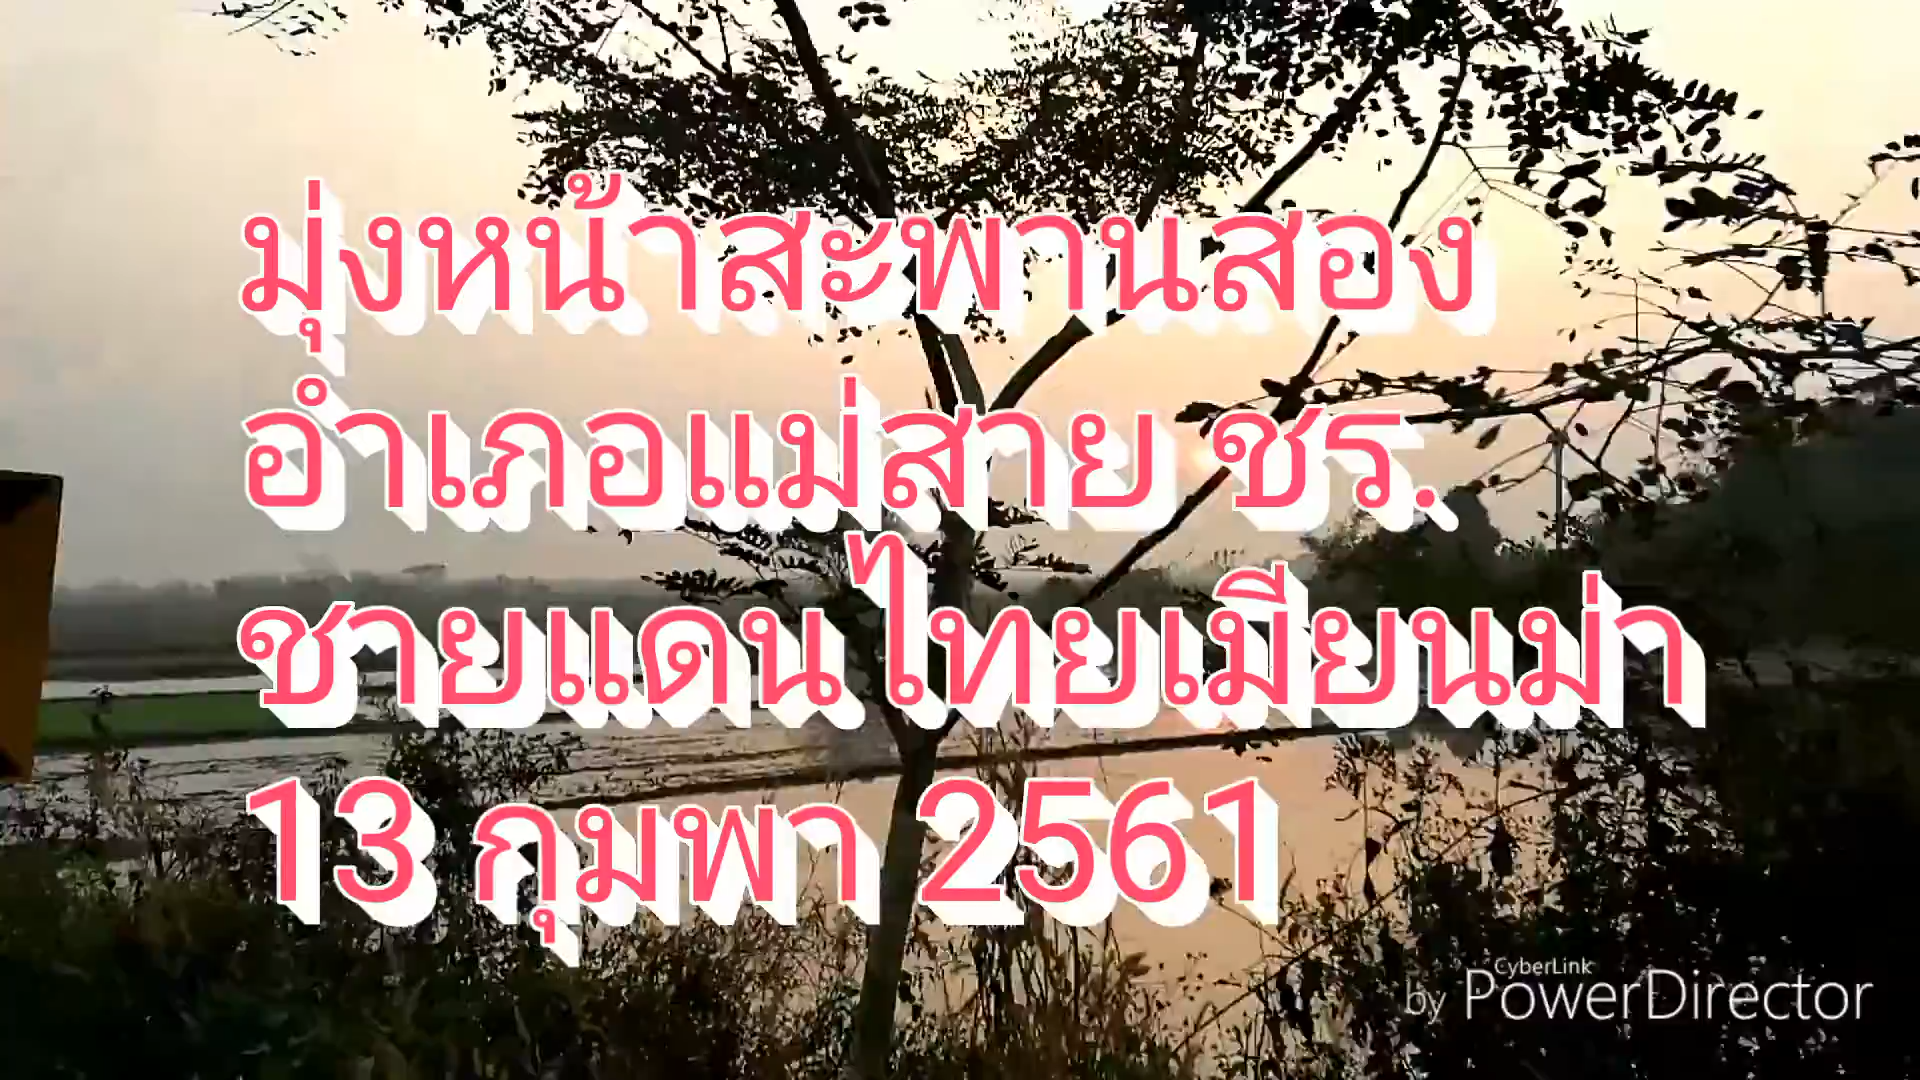 มุ่งหน้าสะพานสอง
อำเภอแม่สาย ชร.
ชายแดนไทยเมียนม่า
13 กุมพา 2561
by CyberLink PowerDirector